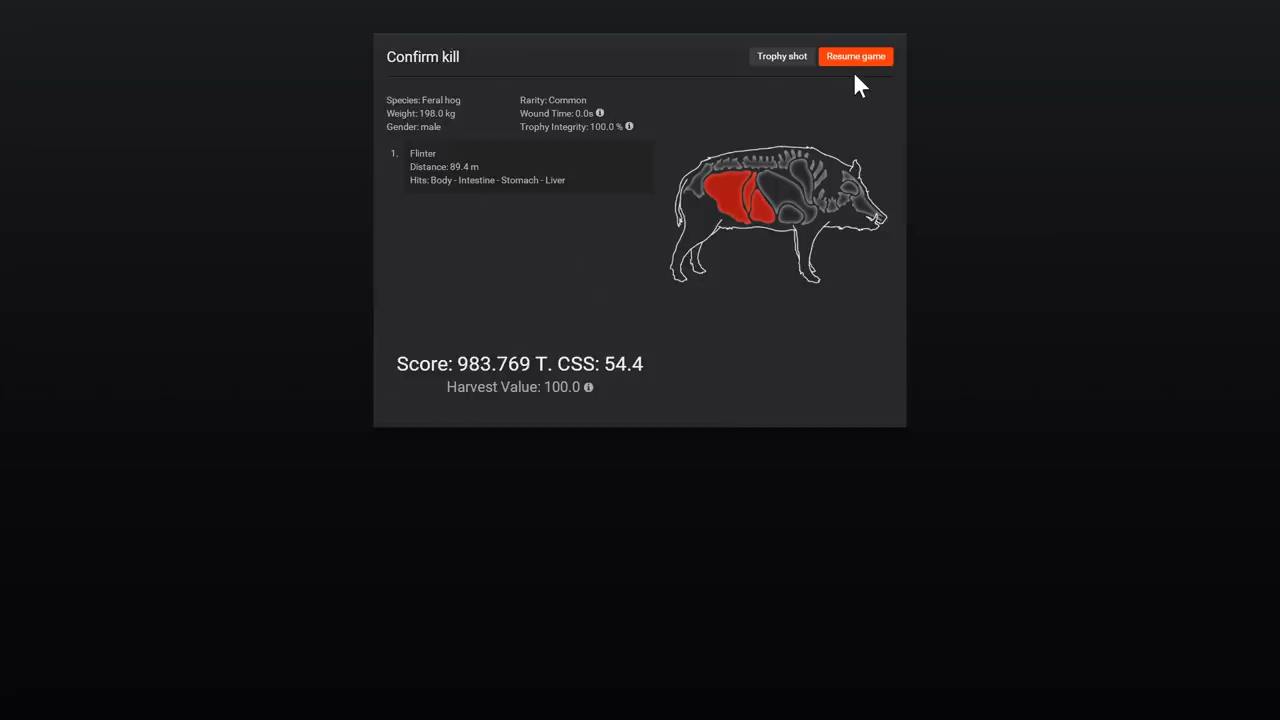 Confirm kill
Trophy shot
Resume game
Species: Feral hog
Rarity: Common
Weight: 198.0 kg
Wound Time: 0.0s
Gender: male
Trophy Integrity: 100.0 %
1. Flinter
Distance: 89.4 m
Hits: Body - Intestine - Stomach - Liver
Score: 983.769 T. CSS: 54.4
Harvest Value: 100.0